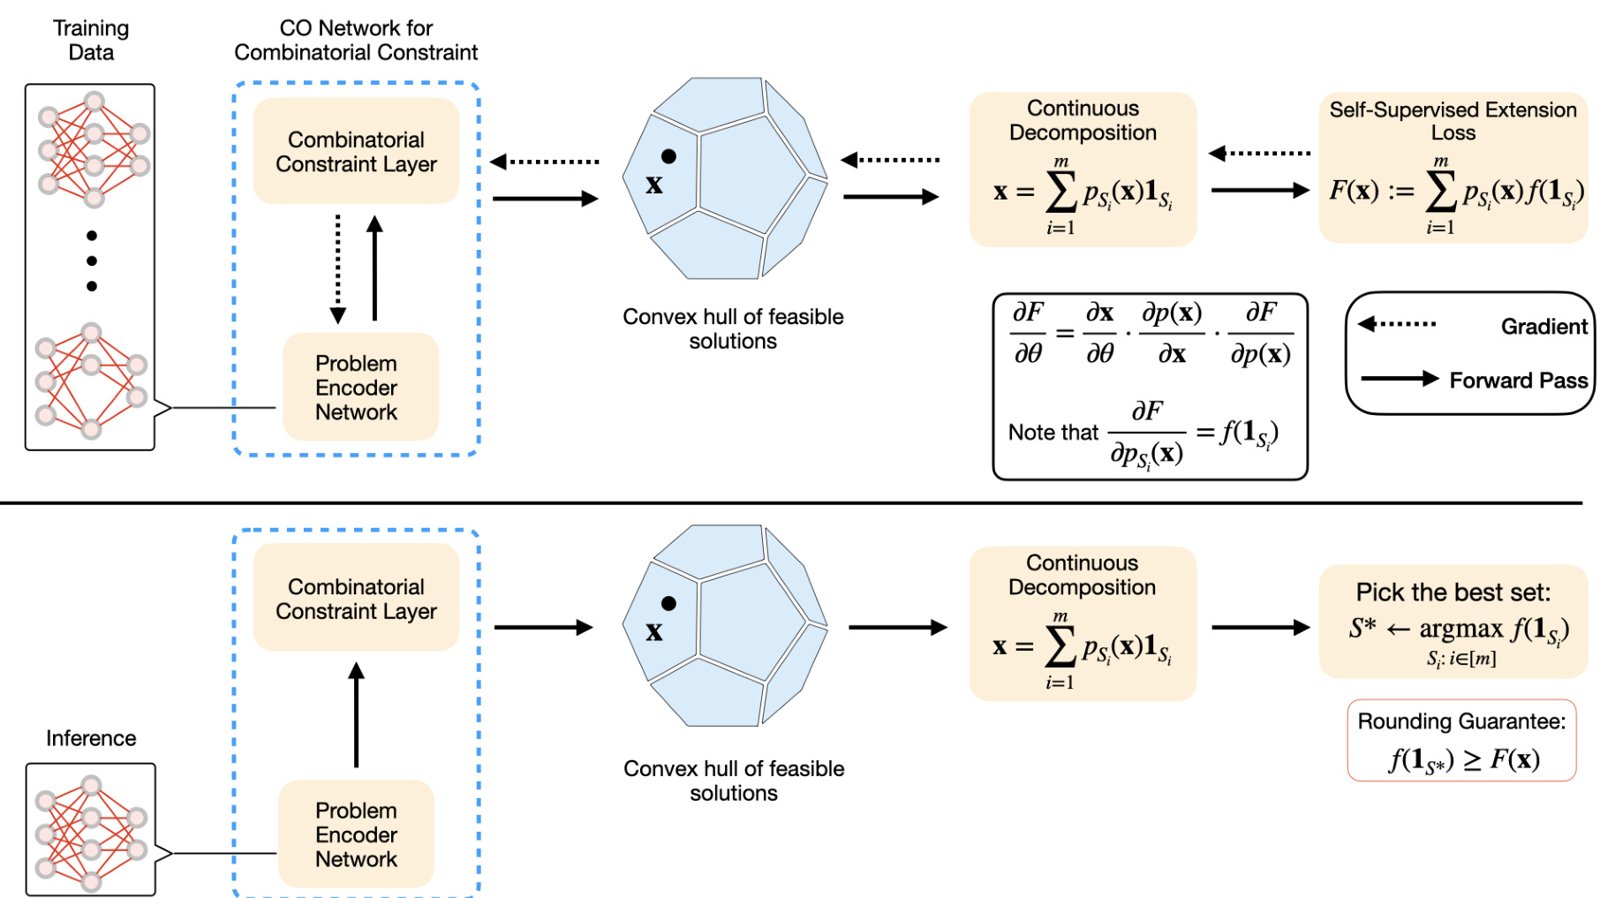 Training
Data
CO Network for
Combinatorial Constraint
Combinatorial
Constraint Layer
Problem
Encoder
Network
x
Convex hull of feasible
solutions
Continuous
Decomposition
x = ∑_{i=1}^{m} p_{S_i}(x)1_{S_i}
Self-Supervised Extension
Loss
F(x) := ∑_{i=1}^{m} p_{S_i}(x)f(1_{S_i})
∂F/∂θ = ∂x/∂θ · ∂p(x)/∂x · ∂F/∂p(x)
Note that ∂F/∂p_{S_i}(x) = f(1_{S_i})
Gradient
Forward Pass
Inference
Combinatorial
Constraint Layer
Problem
Encoder
Network
x
Convex hull of feasible
solutions
Continuous
Decomposition
x = ∑_{i=1}^{m} p_{S_i}(x)1_{S_i}
Pick the best set:
S* ← argmax f(1_{S_i})
S_i: i∈[m]
Rounding Guarantee:
f(1_{S*}) ≥ F(x)